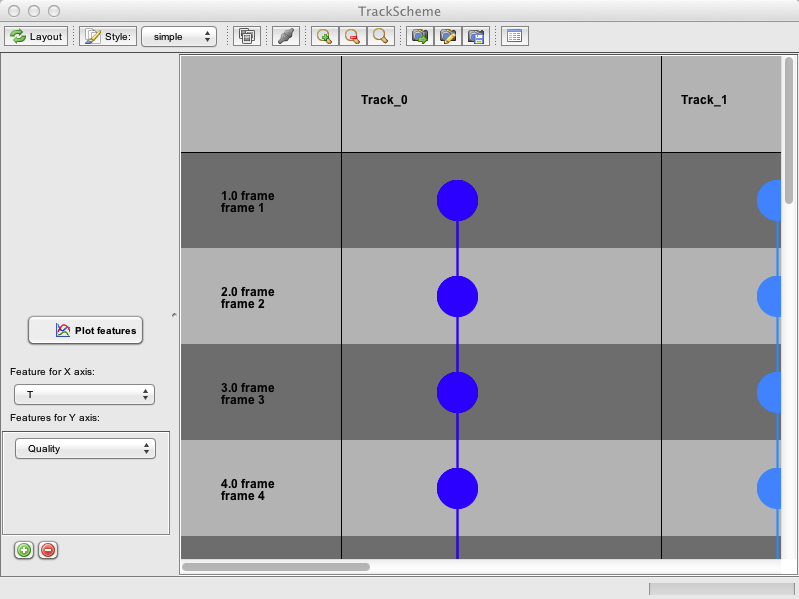 TrackScheme
Layout
Style:
simple
Track_0
Track_1
1.0 frame
frame 1
2.0 frame
frame 2
Plot features
Feature for X axis:
T
Features for Y axis:
Quality
3.0 frame
frame 3
4.0 frame
frame 4